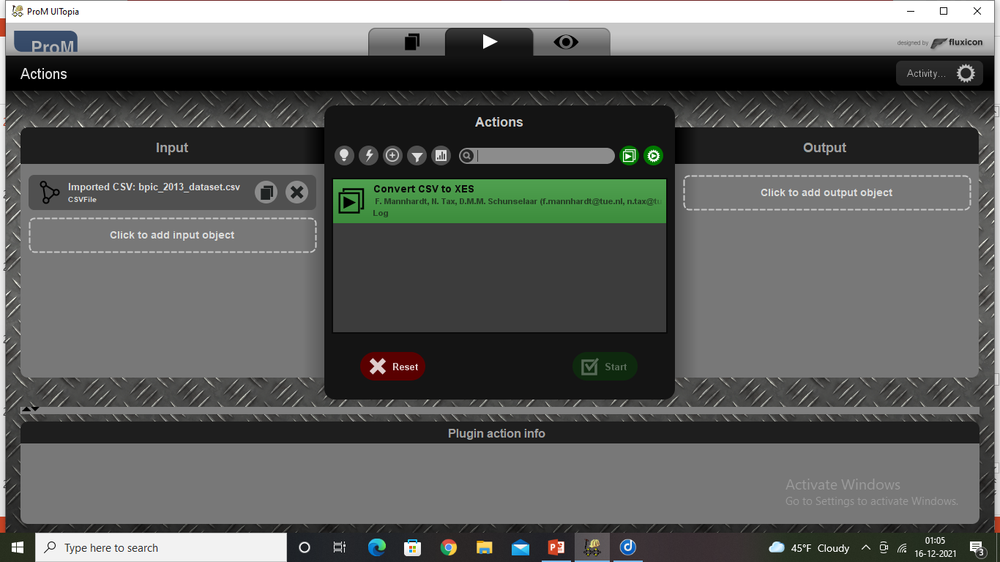 ProM UITopia
ProM
designed by fluxicon
Actions
Activity...
Input
Imported CSV: bpic_2013_dataset.csv
CSVFile
Click to add input object
Actions
Convert CSV to XES
F. Mannhardt, N. Tax, D.M.M. Schunselaar (f.mannhardt@tue.nl, n.tax@tu
Log
Reset
Start
Output
Click to add output object
Plugin action info
Activate Windows
Go to Settings to activate Windows.
Type here to search
45°F Cloudy
01:05
16-12-2021
3